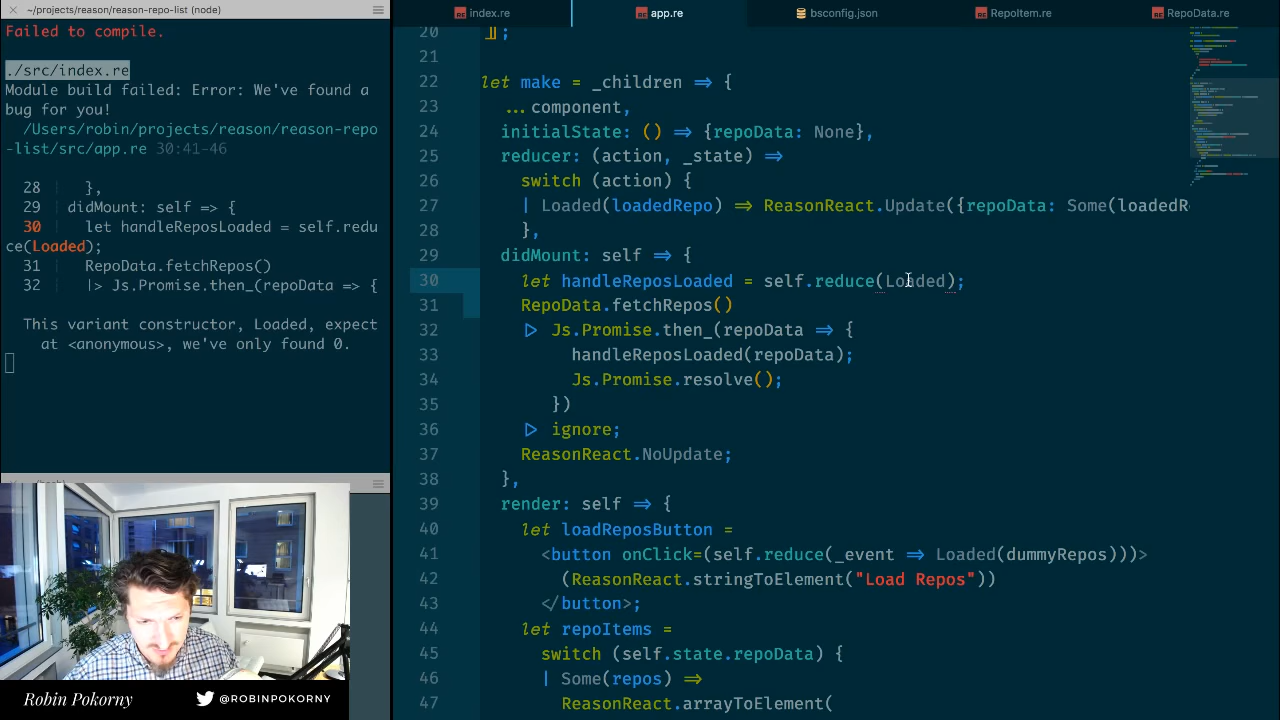 ~/projects/reason/reason-repo-list (node)
Failed to compile.
./src/index.re
Module build failed: Error: We've found a
bug for you!
/Users/robin/projects/reason/reason-repo
-list/src/app.re 30:41-46
28 },
29 didMount: self => {
30 let handleReposLoaded = self.redu
ce(Loaded);
31 RepoData.fetchRepos()
32 |> Js.Promise.then_(repoData => {
This variant constructor, Loaded, expect
at <anonymous>, we've only found 0.
Robin Pokorny
@ROBINPOKORNY
index.re
app.re
bsconfig.json
RepoItem.re
RepoData.re
20 |];
21
22 let make = _children => {
23 ...component,
24 initialState: () => {repoData: None},
25 reducer: (action, _state) =>
26 switch (action) {
27 | Loaded(loadedRepo) => ReasonReact.Update({repoData: Some(loadedR
28 },
29 didMount: self => {
30 let handleReposLoaded = self.reduce(Loaded);
31 RepoData.fetchRepos()
32 |> Js.Promise.then_(repoData => {
33 handleReposLoaded(repoData);
34 Js.Promise.resolve();
35 })
36 |> ignore;
37 ReasonReact.NoUpdate;
38 },
39 render: self => {
40 let loadReposButton =
41 <button onClick=(self.reduce(_event => Loaded(dummyRepos)))>
42 (ReasonReact.stringToElement("Load Repos"))
43 </button>;
44 let repoItems =
45 switch (self.state.repoData) {
46 | Some(repos) =>
47 ReasonReact.arrayToElement(